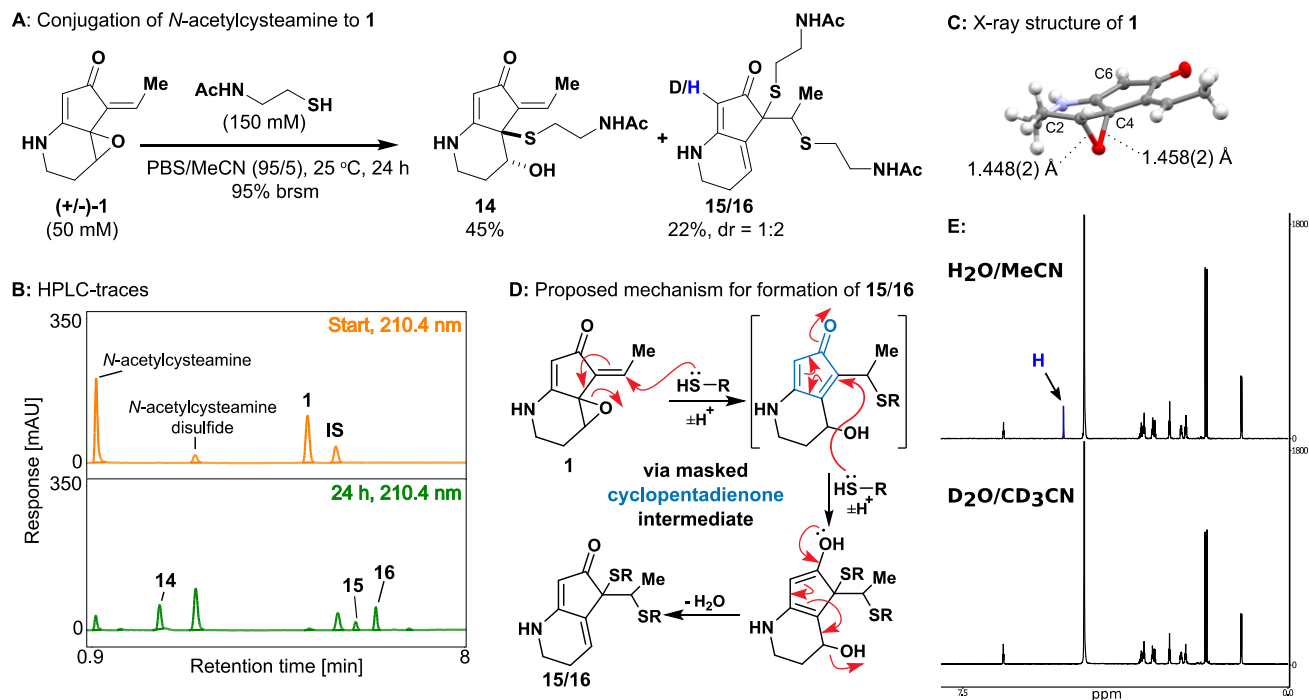 A: Conjugation of N-acetylcysteamine to 1
O
Me
HN
O
(+/-)-1
(50 mM)
AcHN
SH
(150 mM)
PBS/MeCN (95/5), 25 °C, 24 h
95% brsm
O
Me
S
NHAc
HN
OH
14
45%
+
NHAc
O
S
D/H
Me
S
HN
NHAc
15/16
22%, dr = 1:2
C: X-ray structure of 1
C6
C2
C4
1.448(2) Å
1.458(2) Å
B: HPLC-traces
350
Start, 210.4 nm
N-acetylcysteamine
N-acetylcysteamine
disulfide
1
IS
0
350
24 h, 210.4 nm
14
15
16
0
Response [mAU]
0.9
Retention time [min]
8
D: Proposed mechanism for formation of 15/16
O
Me
HN
O
1
HS–R
±H+
O
Me
SR
HN
OH
via masked
cyclopentadienone
intermediate
HS–R
±H+
OH
SR
Me
SR
HN
OH
- H2O
O
SR
Me
SR
HN
15/16
E:
1800
H2O/MeCN
H
0
1800
D2O/CD3CN
0
7.5
ppm
0.0